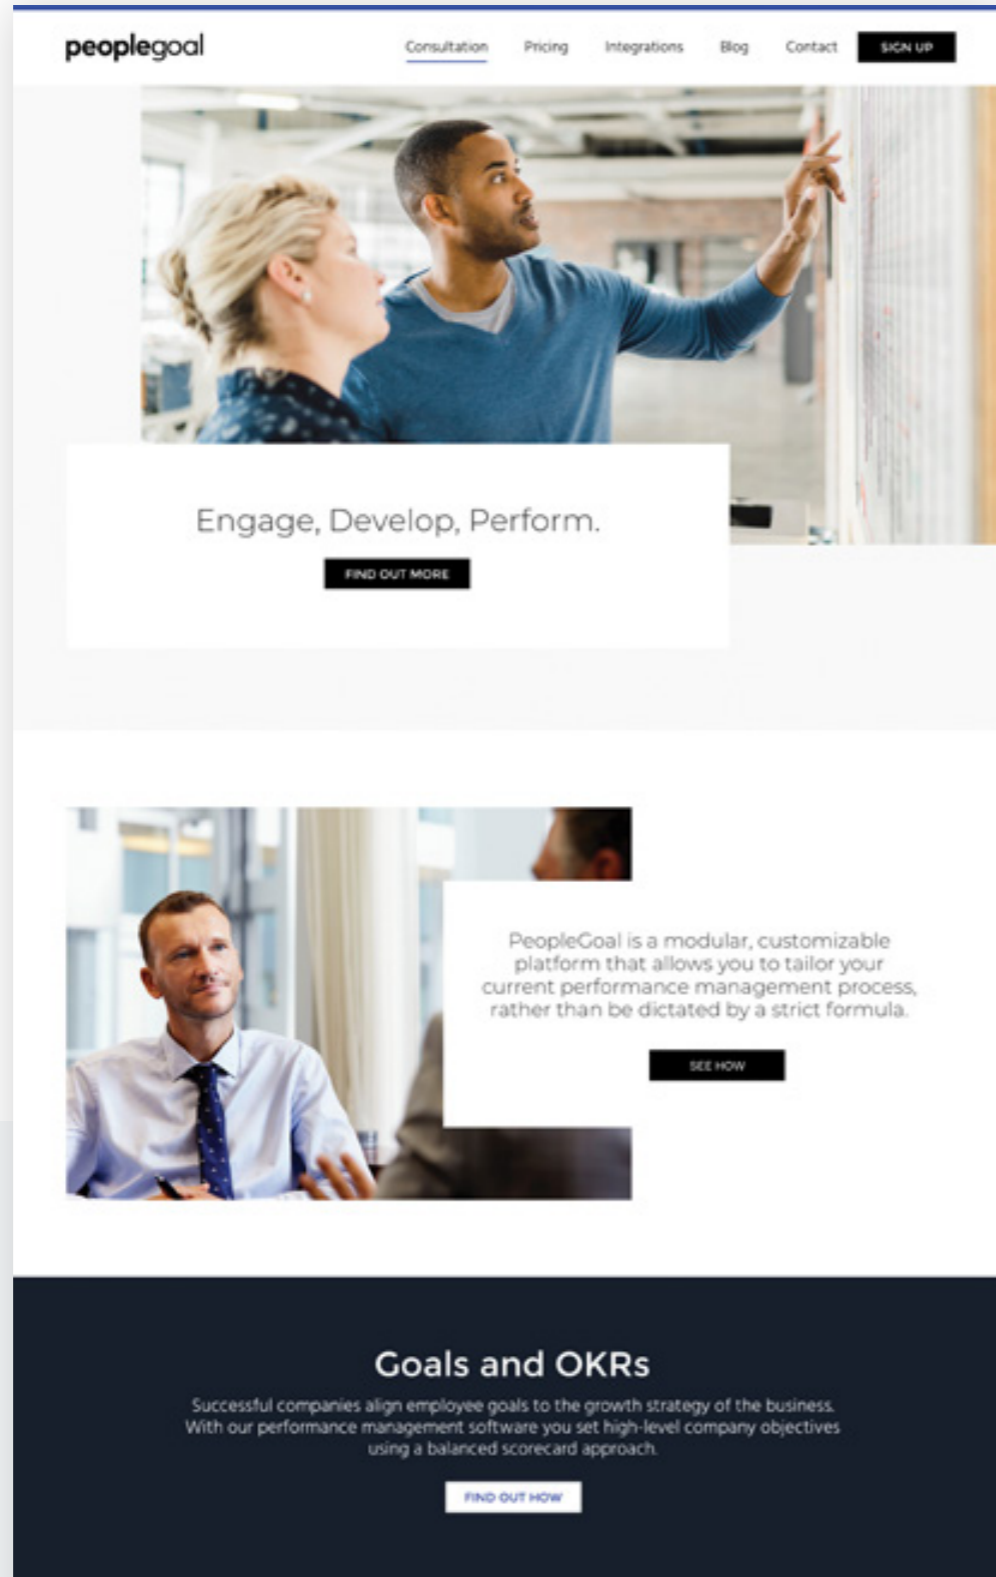 peoplegoal
Consultation Pricing Integrations Blog Contact SIGN UP
Engage, Develop, Perform.
FIND OUT MORE
PeopleGoal is a modular, customizable
platform that allows you to tailor your
current performance management process,
rather than be dictated by a strict formula.
SEE HOW
Goals and OKRs
Successful companies align employee goals to the growth strategy of the business.
With our performance management software you set high-level company objectives
using a balanced scorecard approach.
FIND OUT HOW